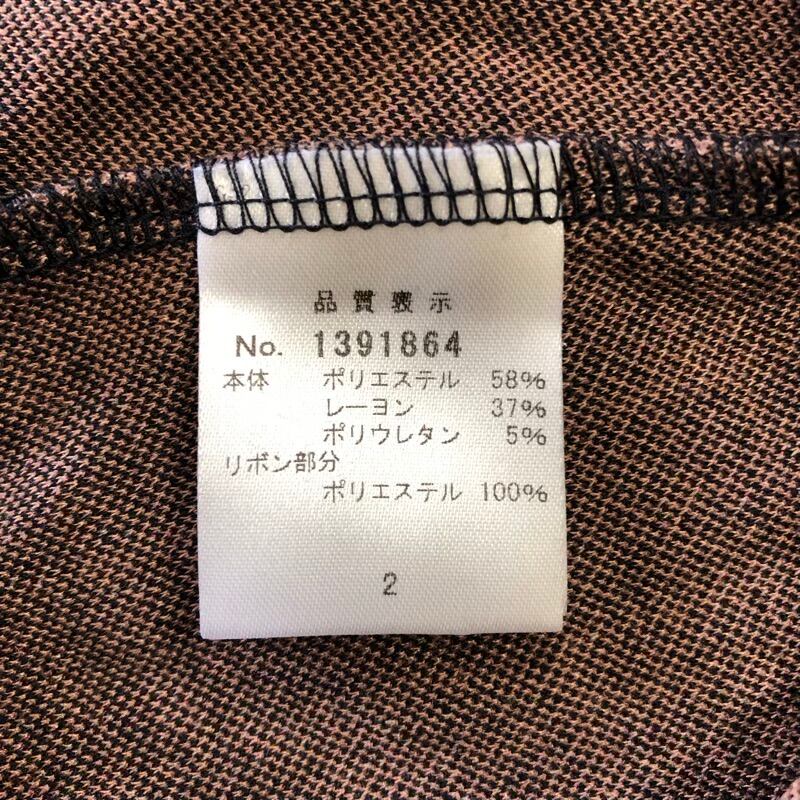 品質表示
No. 1391864
本体 ポリエステル 58%
レーヨン 37%
ポリウレタン 5%
リボン部分
ポリエステル 100%
2